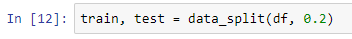 In [12]: train, test = data_split(df, 0.2)